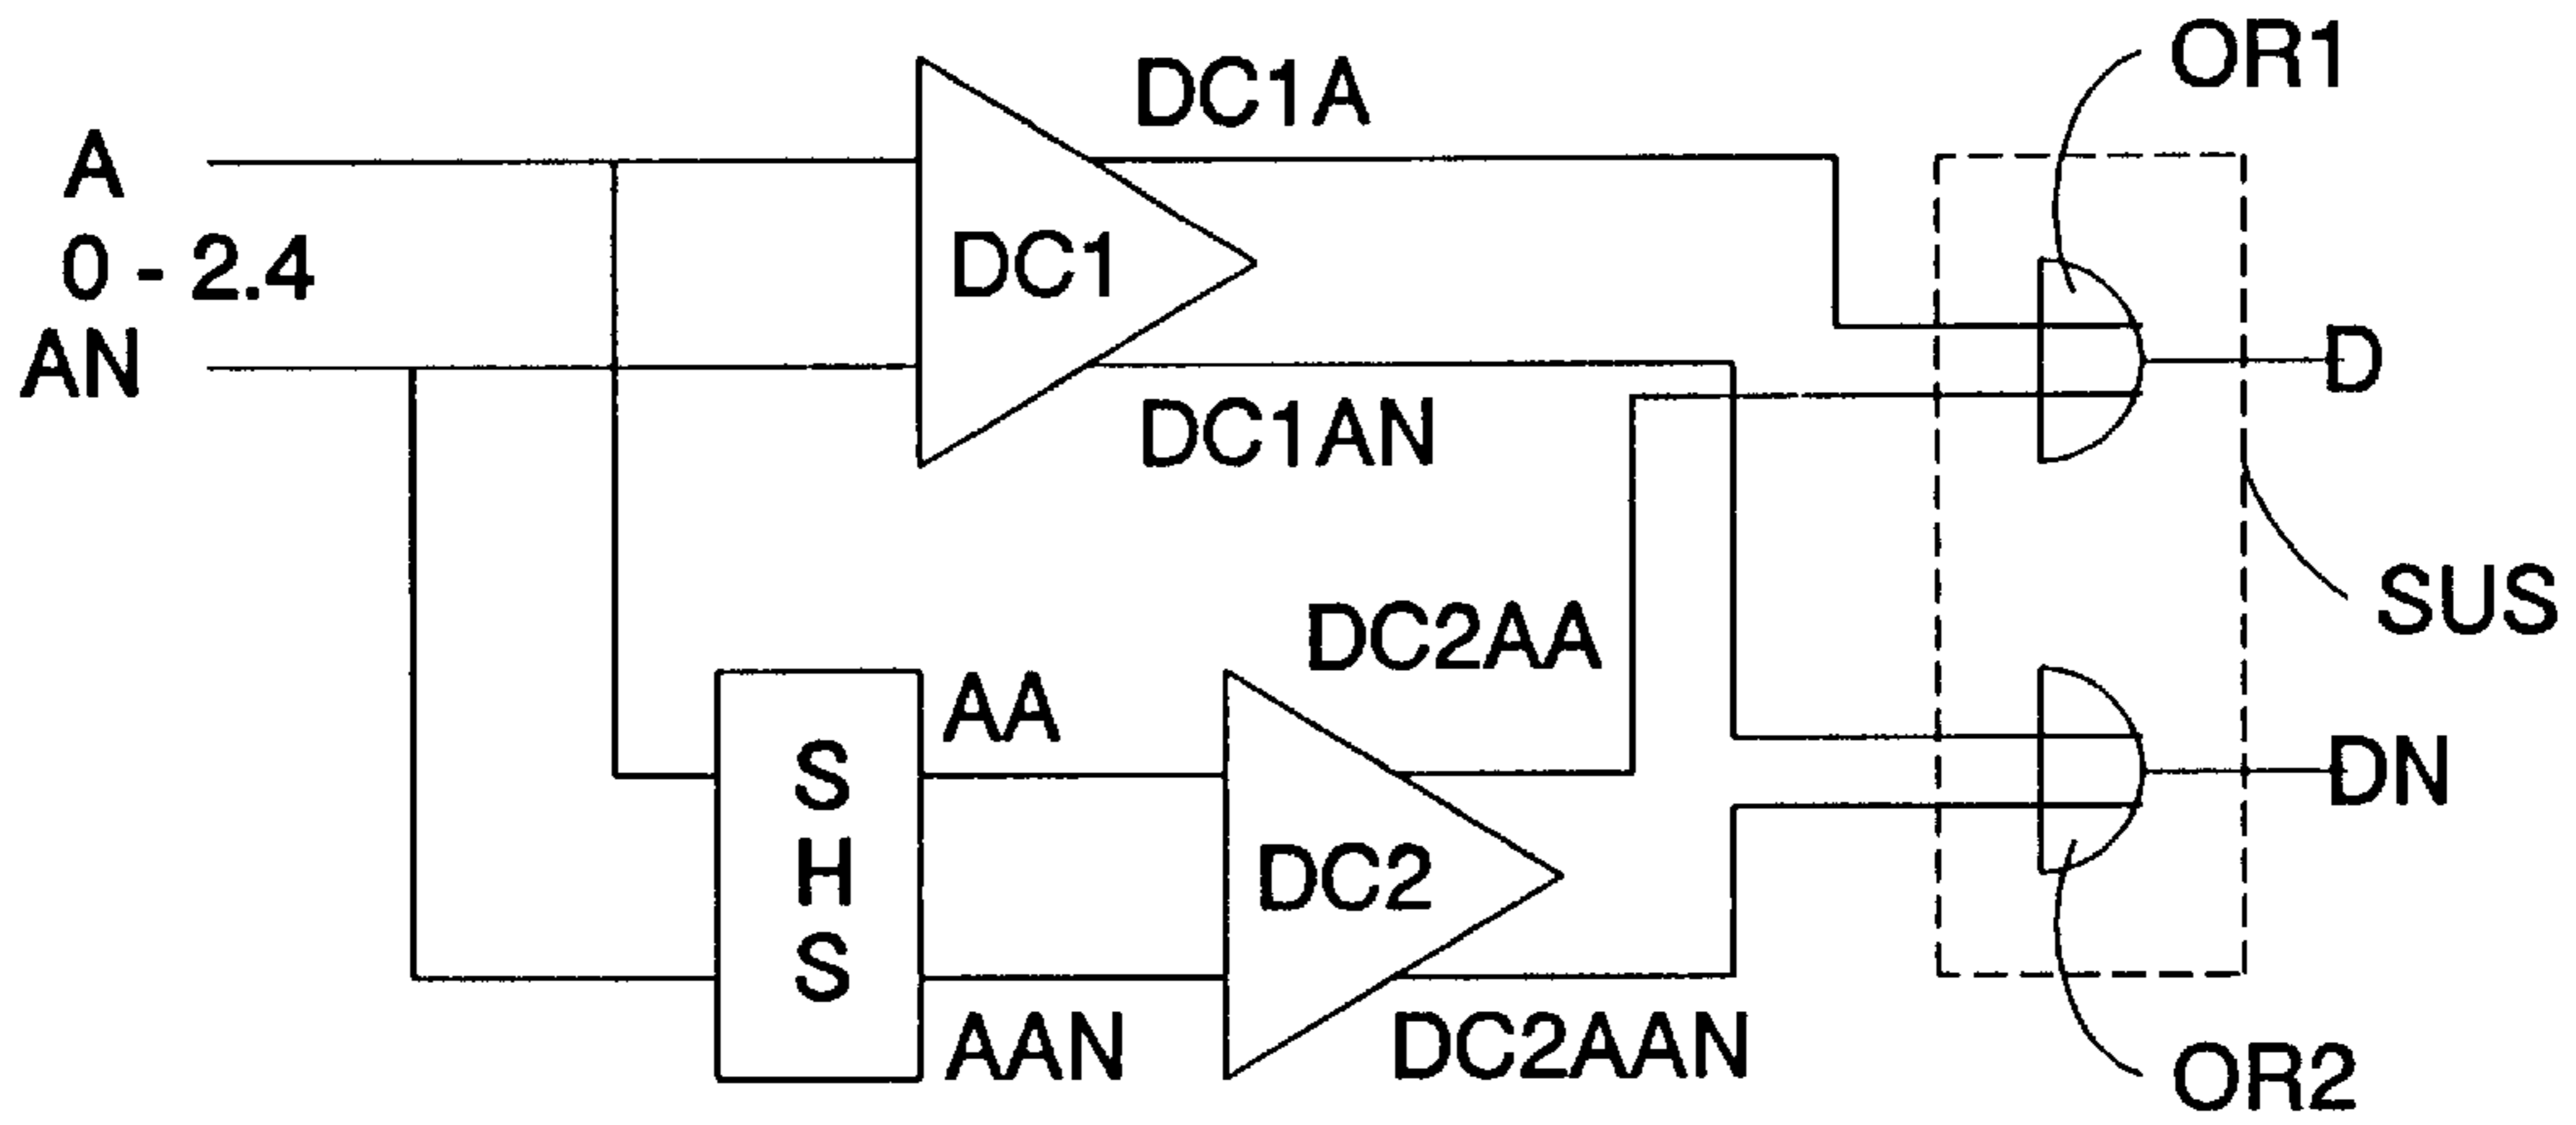 OR1
DC1A
A
0 - 2.4
DC1
AN
D
DC1AN
SUS
DC2AA
AA
S
H
S
DN
DC2
AAN
DC2AAN
OR2